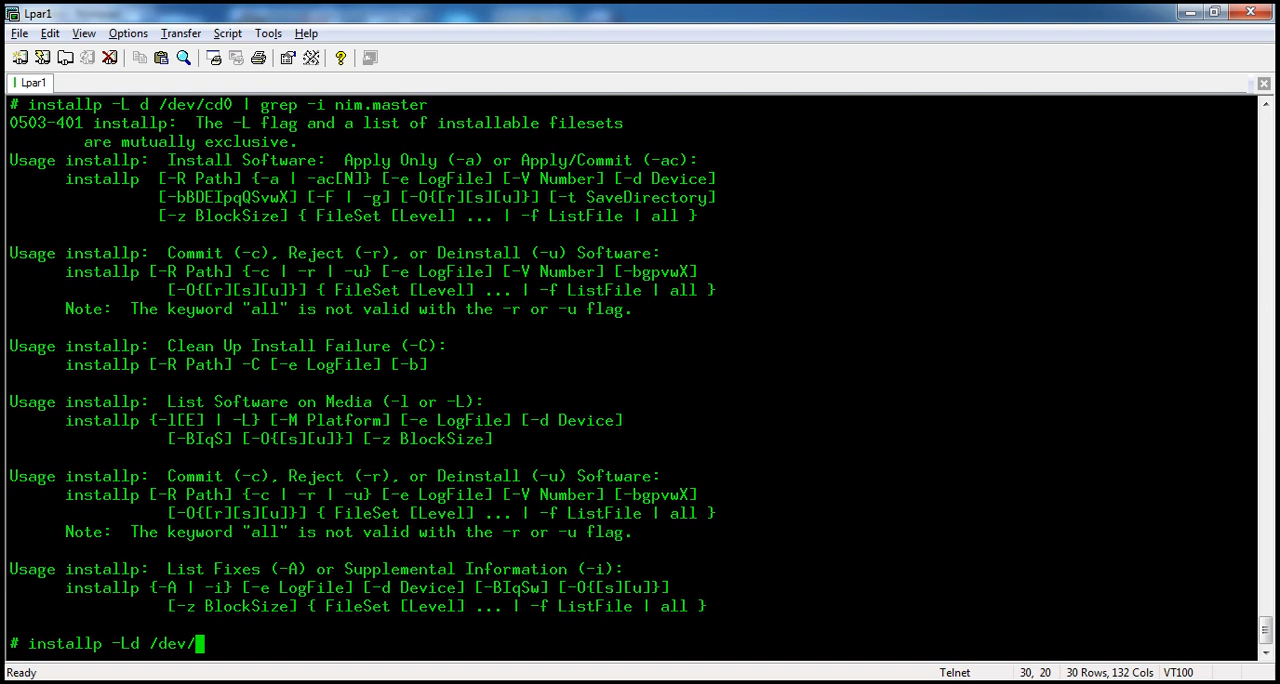 Lpar1
File Edit View Options Transfer Script Tools Help
Lpar1
# installp -L d /dev/cd0 | grep -i nim.master
0503-401 installp:  The -L flag and a list of installable filesets
        are mutually exclusive.
Usage installp:  Install Software:  Apply Only (-a) or Apply/Commit (-ac):
      installp  [-R Path] {-a | -ac[N]} [-e LogFile] [-V Number] [-d Device]
                [-bBDEIpqQSvwX] [-F | -g] [-O{[r][s][u]}] [-t SaveDirectory]
                [-z BlockSize] { FileSet [Level] ... | -f ListFile | all }
Usage installp:  Commit (-c), Reject (-r), or Deinstall (-u) Software:
      installp [-R Path] {-c | -r | -u} [-e LogFile] [-V Number] [-bgpvwX]
                 [-O{[r][s][u]}] { FileSet [Level] ... | -f ListFile | all }
      Note:  The keyword "all" is not valid with the -r or -u flag.
Usage installp:  Clean Up Install Failure (-C):
      installp [-R Path] -C [-e LogFile] [-b]
Usage installp:  List Software on Media (-l or -L):
      installp {-l[E] | -L} [-M Platform] [-e LogFile] [-d Device]
                 [-BIqS] [-O{[s][u]}] [-z BlockSize]
Usage installp:  Commit (-c), Reject (-r), or Deinstall (-u) Software:
      installp [-R Path] {-c | -r | -u} [-e LogFile] [-V Number] [-bgpvwX]
                 [-O{[r][s][u]}] { FileSet [Level] ... | -f ListFile | all }
      Note:  The keyword "all" is not valid with the -r or -u flag.
Usage installp:  List Fixes (-A) or Supplemental Information (-i):
      installp {-A | -i} [-e LogFile] [-d Device] [-BIqSw] [-O{[s][u]}]
                 [-z BlockSize] { FileSet [Level] ... | -f ListFile | all }
# installp -Ld /dev/
Ready Telnet 30, 20 30 Rows, 132 Cols VT100